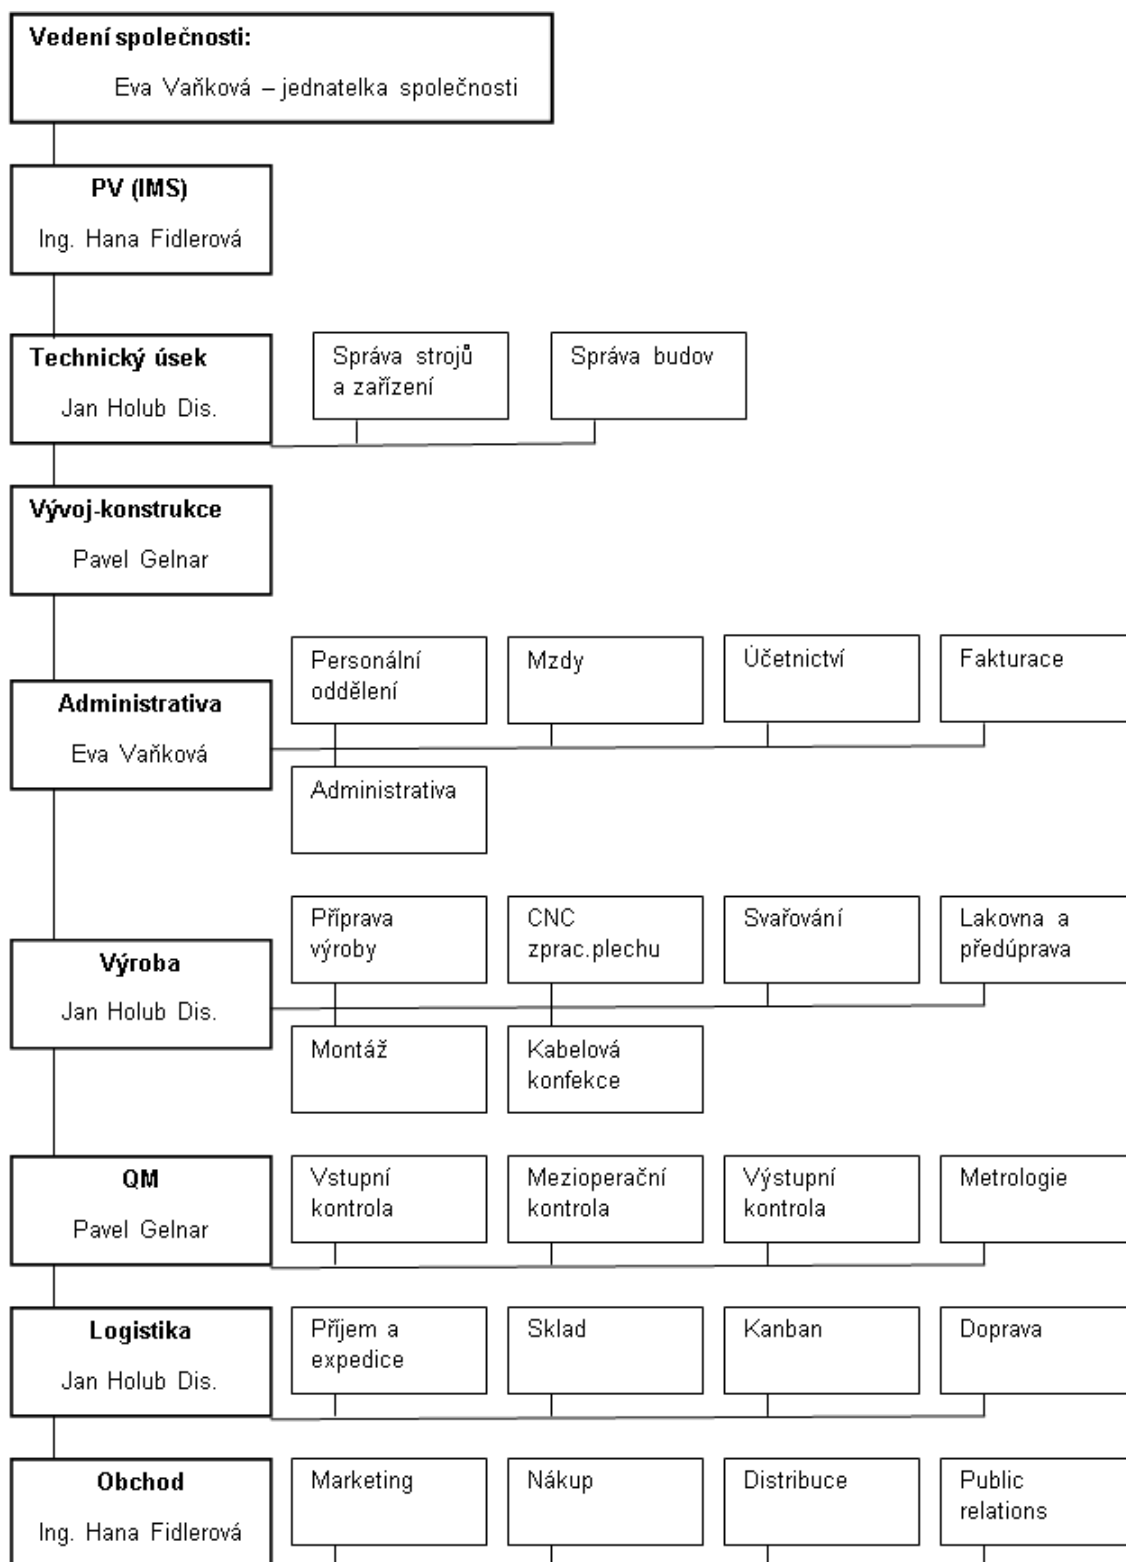 Vedení společnosti:
Eva Vaňková – jednatelka společnosti
PV (IMS)
Ing. Hana Fidlerová
Technický úsek
Jan Holub Dis.
Správa strojů
a zařízení
Správa budov
Vývoj-konstrukce
Pavel Gelnar
Administrativa
Eva Vaňková
Personální
oddělení
Mzdy
Účetnictví
Fakturace
Administrativa
Výroba
Jan Holub Dis.
Příprava
výroby
CNC
zprac.plechu
Svařování
Lakovna a
předúprava
Montáž
Kabelová
konfekce
QM
Pavel Gelnar
Vstupní
kontrola
Mezioperační
kontrola
Výstupní
kontrola
Metrologie
Logistika
Jan Holub Dis.
Příjem a
expedice
Sklad
Kanban
Doprava
Obchod
Ing. Hana Fidlerová
Marketing
Nákup
Distribuce
Public
relations